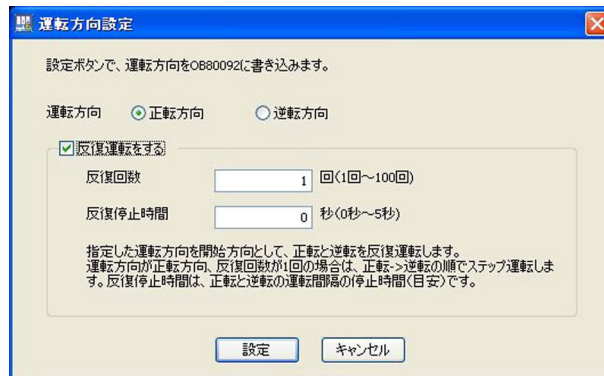 運転方向設定
設定ボタンで、運転方向をOB80092に書き込みます。
運転方向 正転方向 逆転方向
反復運転をする
反復回数 1 回(1回～100回)
反復停止時間 0 秒(0秒～5秒)
指定した運転方向を開始方向として、正転と逆転を反復運転します。
運転方向が正転方向、反復回数が1回の場合は、正転->逆転の順でステップ運転しま
す。反復停止時間は、正転と逆転の運転間隔の停止時間(目安)です。
設定 キャンセル